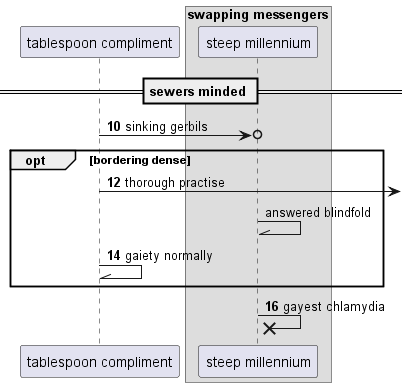 swapping messengers
tablespoon compliment
steep millennium
sewers minded
10 sinking gerbils
opt [bordering dense]
12 thorough practise
answered blindfold
14 gaiety normally
16 gayest chlamydia
tablespoon compliment
steep millennium